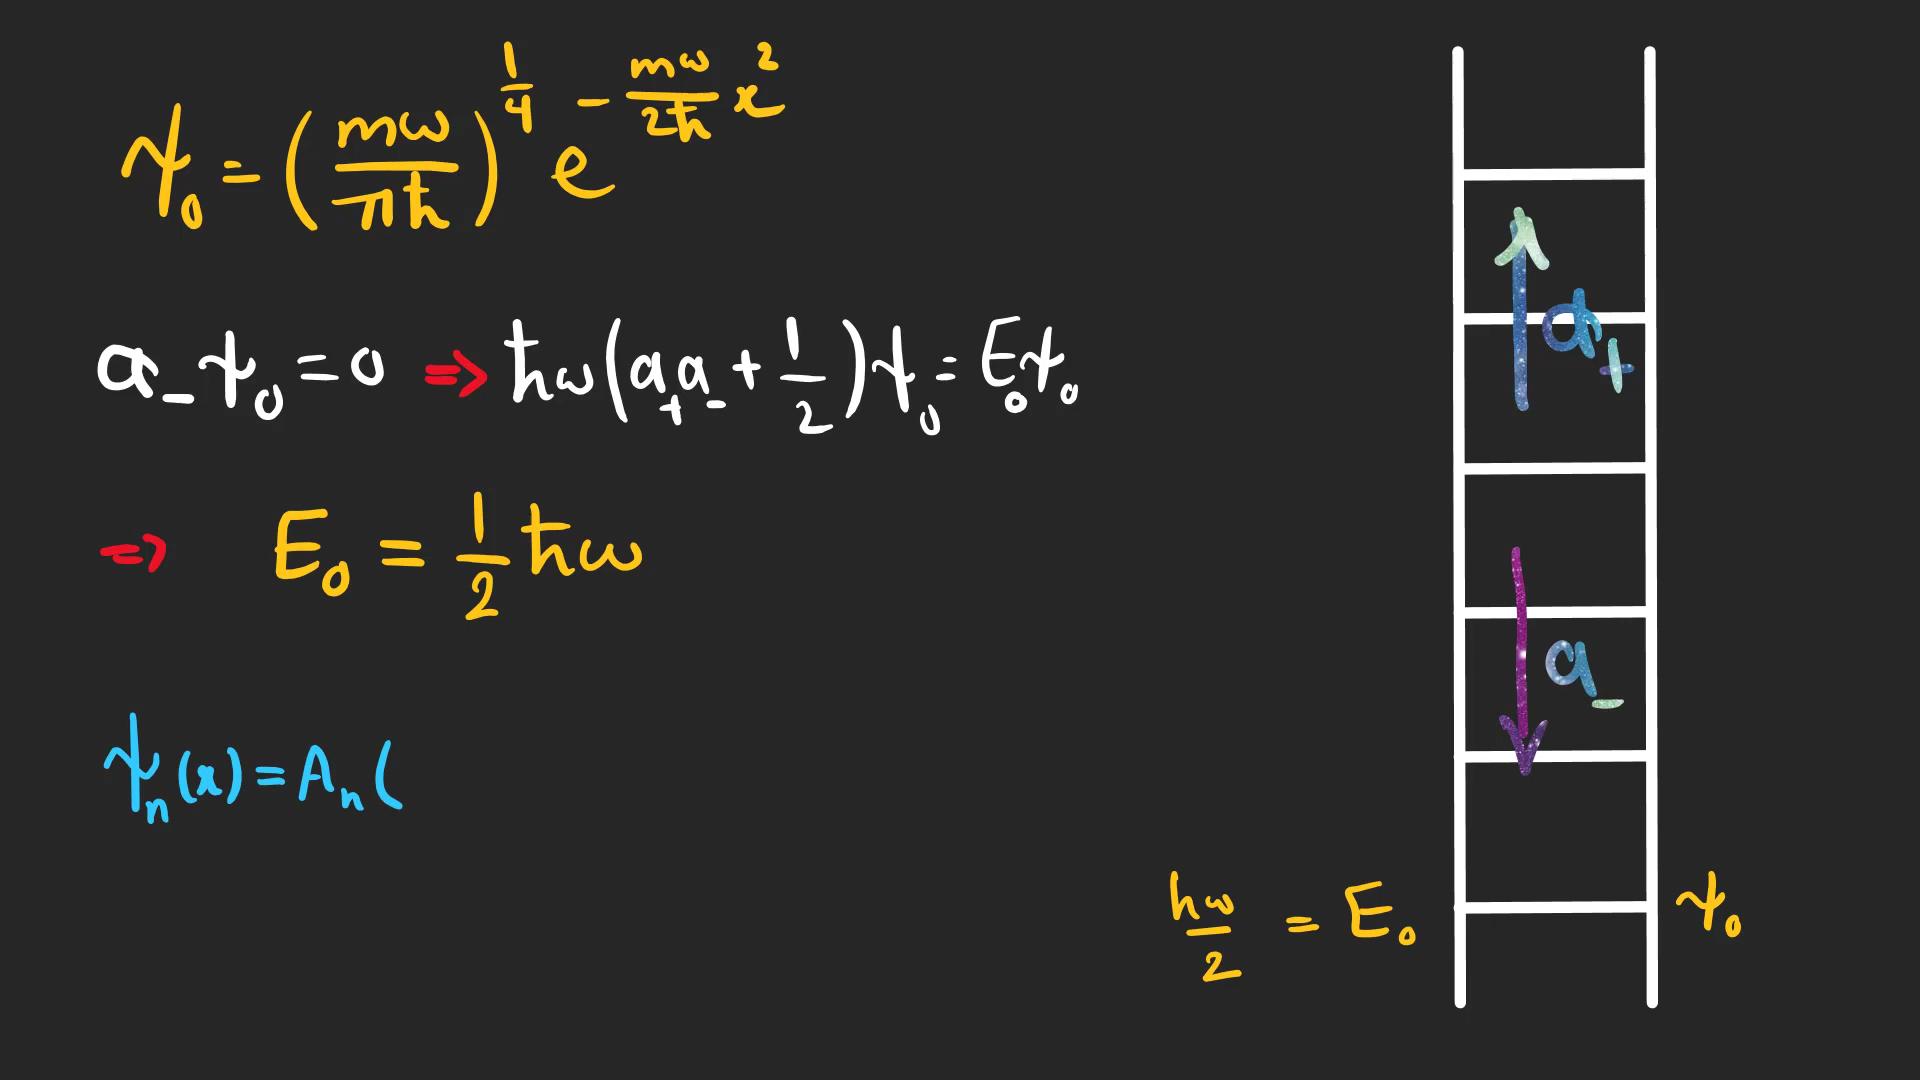 ψ₀ = (mω/πħ)^(1/4) e^(−(mω/2ħ)x²)
a₋ψ₀ = 0 ⇒ ħω(a₊a₋ + 1/2)ψ₀ = E₀ψ₀
⇒ E₀ = 1/2 ħω
ψₙ(x) = Aₙ(
a₊
a₋
ħω/2 = E₀
ψ₀